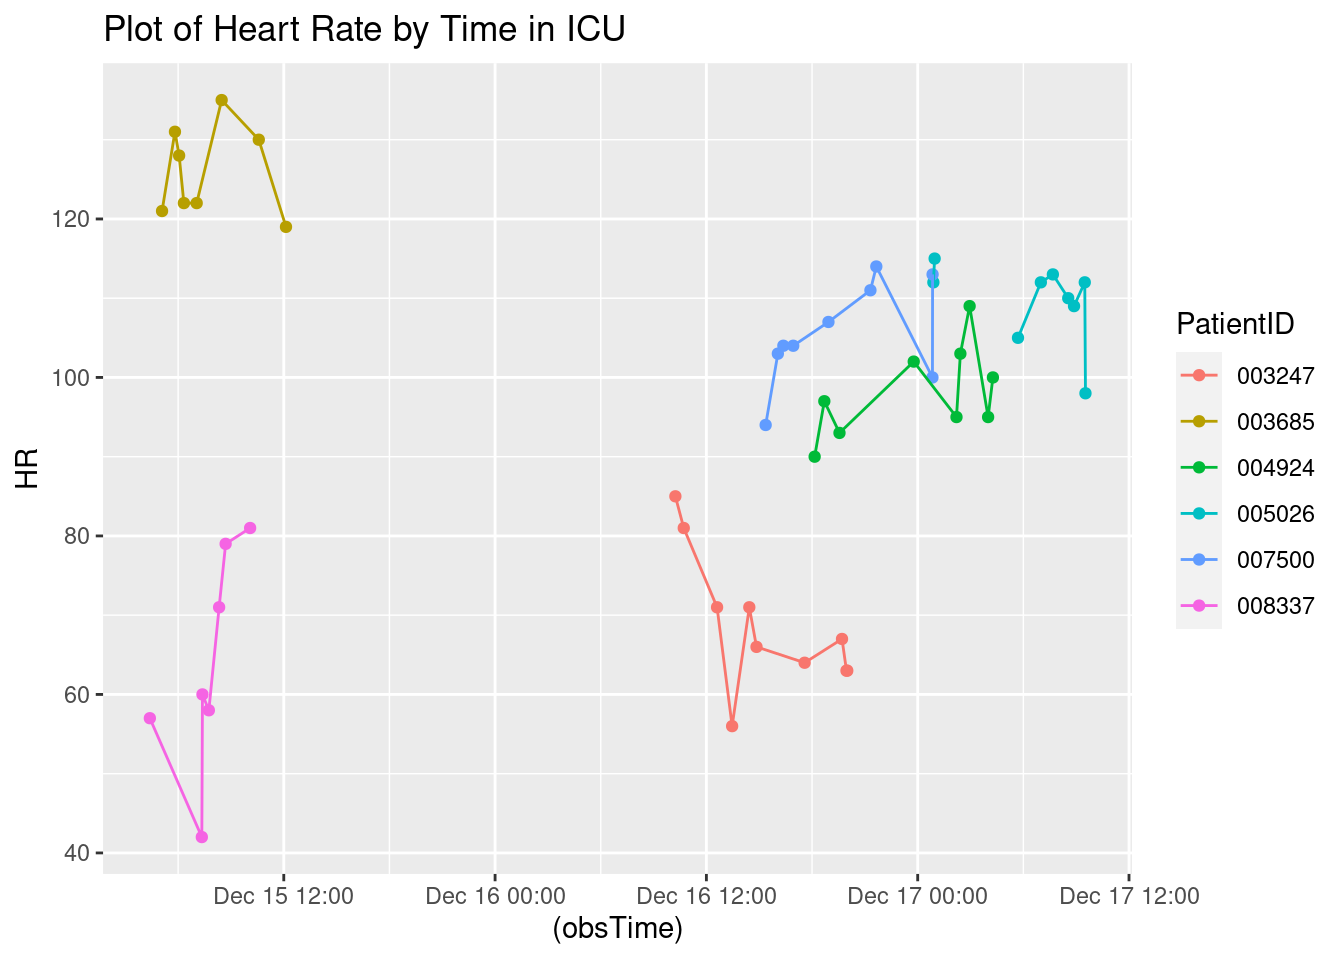 Plot of Heart Rate by Time in ICU
HR
120
100
80
60
40
Dec 15 12:00
Dec 16 00:00
Dec 16 12:00
Dec 17 00:00
Dec 17 12:00
(obsTime)
PatientID
003247
003685
004924
005026
007500
008337